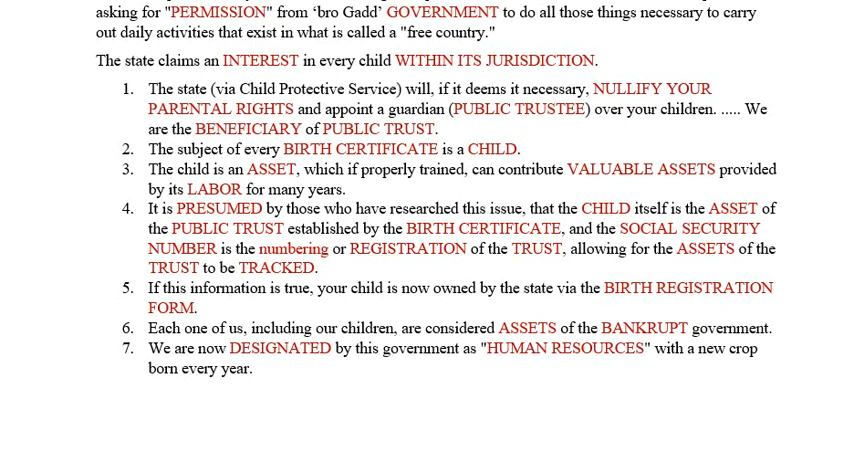 asking for "PERMISSION" from ‘bro Gadd’ GOVERNMENT to do all those things necessary to carry
out daily activities that exist in what is called a "free country."
The state claims an INTEREST in every child WITHIN ITS JURISDICTION.
1. The state (via Child Protective Service) will, if it deems it necessary, NULLIFY YOUR
PARENTAL RIGHTS and appoint a guardian (PUBLIC TRUSTEE) over your children. ..... We
are the BENEFICIARY of PUBLIC TRUST.
2. The subject of every BIRTH CERTIFICATE is a CHILD.
3. The child is an ASSET, which if properly trained, can contribute VALUABLE ASSETS provided
by its LABOR for many years.
4. It is PRESUMED by those who have researched this issue, that the CHILD itself is the ASSET of
the PUBLIC TRUST established by the BIRTH CERTIFICATE, and the SOCIAL SECURITY
NUMBER is the numbering or REGISTRATION of the TRUST, allowing for the ASSETS of the
TRUST to be TRACKED.
5. If this information is true, your child is now owned by the state via the BIRTH REGISTRATION
FORM.
6. Each one of us, including our children, are considered ASSETS of the BANKRUPT government.
7. We are now DESIGNATED by this government as "HUMAN RESOURCES" with a new crop
born every year.